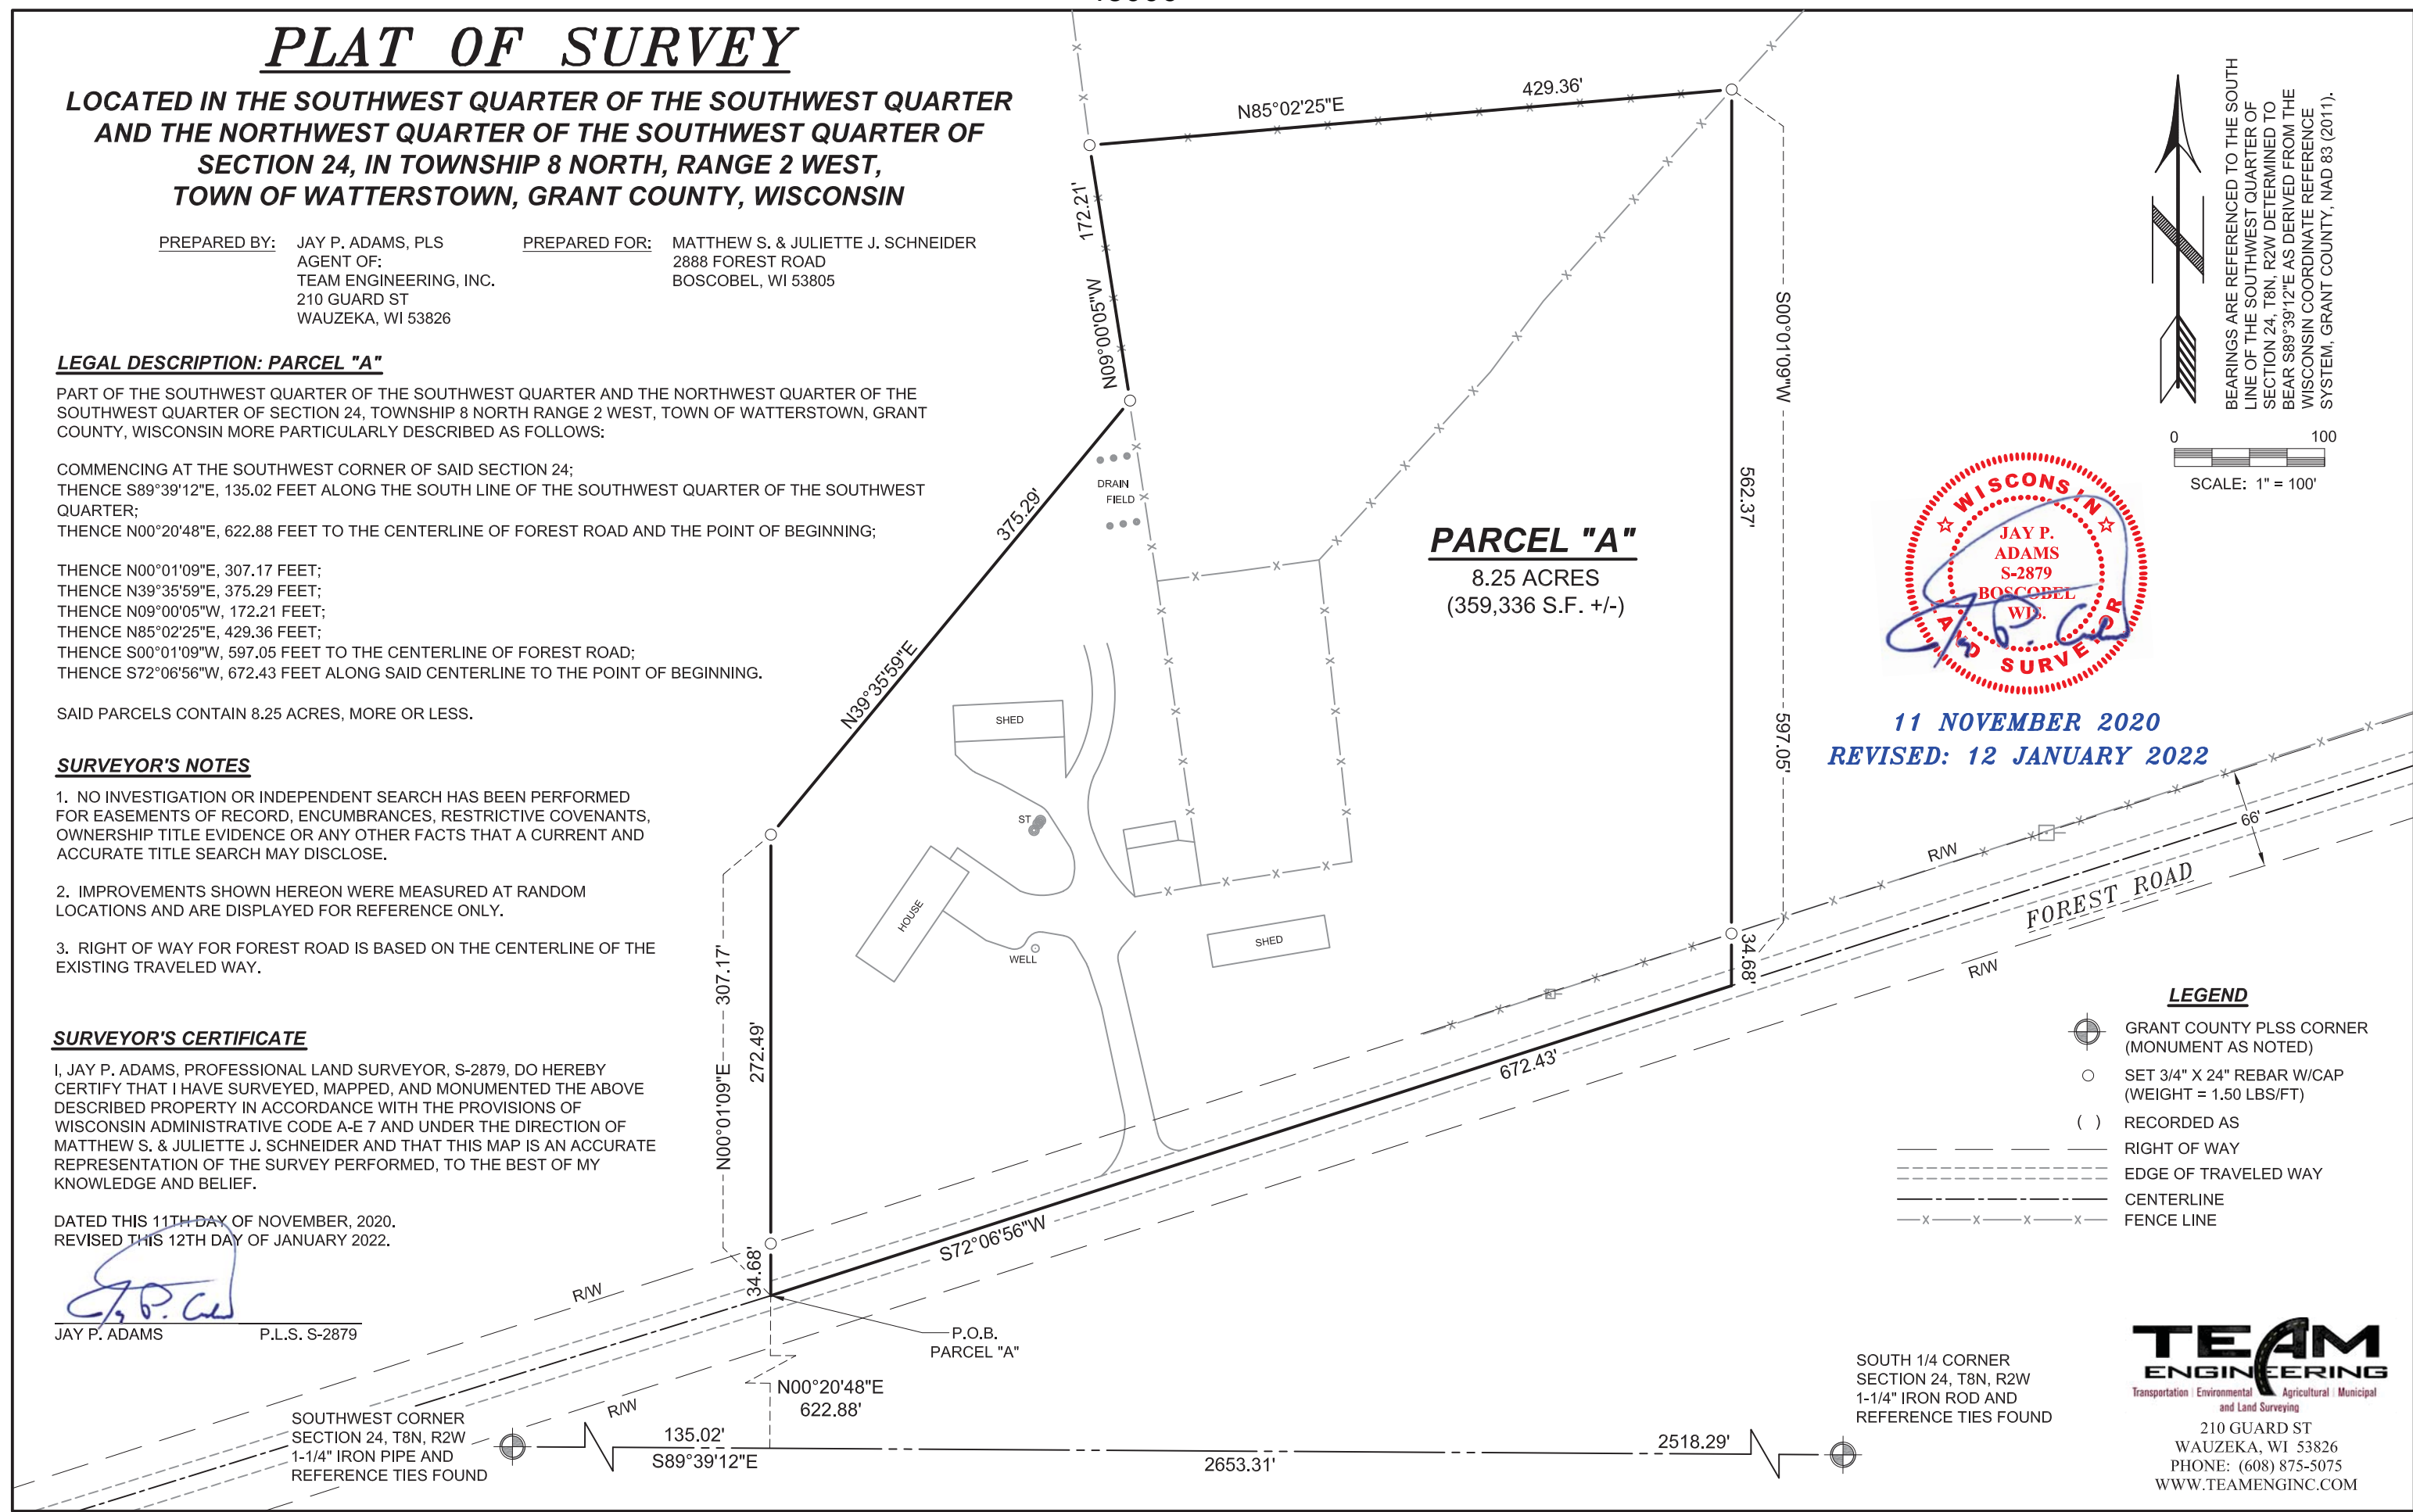 PLAT OF SURVEY
LOCATED IN THE SOUTHWEST QUARTER OF THE SOUTHWEST QUARTER
AND THE NORTHWEST QUARTER OF THE SOUTHWEST QUARTER OF
SECTION 24, IN TOWNSHIP 8 NORTH, RANGE 2 WEST,
TOWN OF WATTERSTOWN, GRANT COUNTY, WISCONSIN
PREPARED BY:
JAY P. ADAMS, PLS
AGENT OF:
TEAM ENGINEERING, INC.
210 GUARD ST
WAUZEKA, WI 53826
PREPARED FOR:
MATTHEW S. & JULIETTE J. SCHNEIDER
2888 FOREST ROAD
BOSCOBEL, WI 53805
LEGAL DESCRIPTION: PARCEL "A"
PART OF THE SOUTHWEST QUARTER OF THE SOUTHWEST QUARTER AND THE NORTHWEST QUARTER OF THE
SOUTHWEST QUARTER OF SECTION 24, TOWNSHIP 8 NORTH RANGE 2 WEST, TOWN OF WATTERSTOWN, GRANT
COUNTY, WISCONSIN MORE PARTICULARLY DESCRIBED AS FOLLOWS:
COMMENCING AT THE SOUTHWEST CORNER OF SAID SECTION 24;
THENCE S89°39'12"E, 135.02 FEET ALONG THE SOUTH LINE OF THE SOUTHWEST QUARTER OF THE SOUTHWEST
QUARTER;
THENCE N00°20'48"E, 622.88 FEET TO THE CENTERLINE OF FOREST ROAD AND THE POINT OF BEGINNING;
THENCE N00°01'09"E, 307.17 FEET;
THENCE N39°35'59"E, 375.29 FEET;
THENCE N09°00'05"W, 172.21 FEET;
THENCE N85°02'25"E, 429.36 FEET;
THENCE S00°01'09"W, 597.05 FEET TO THE CENTERLINE OF FOREST ROAD;
THENCE S72°06'56"W, 672.43 FEET ALONG SAID CENTERLINE TO THE POINT OF BEGINNING.
SAID PARCELS CONTAIN 8.25 ACRES, MORE OR LESS.
SURVEYOR'S NOTES
1. NO INVESTIGATION OR INDEPENDENT SEARCH HAS BEEN PERFORMED
FOR EASEMENTS OF RECORD, ENCUMBRANCES, RESTRICTIVE COVENANTS,
OWNERSHIP TITLE EVIDENCE OR ANY OTHER FACTS THAT A CURRENT AND
ACCURATE TITLE SEARCH MAY DISCLOSE.
2. IMPROVEMENTS SHOWN HEREON WERE MEASURED AT RANDOM
LOCATIONS AND ARE DISPLAYED FOR REFERENCE ONLY.
3. RIGHT OF WAY FOR FOREST ROAD IS BASED ON THE CENTERLINE OF THE
EXISTING TRAVELED WAY.
SURVEYOR'S CERTIFICATE
I, JAY P. ADAMS, PROFESSIONAL LAND SURVEYOR, S-2879, DO HEREBY
CERTIFY THAT I HAVE SURVEYED, MAPPED, AND MONUMENTED THE ABOVE
DESCRIBED PROPERTY IN ACCORDANCE WITH THE PROVISIONS OF
WISCONSIN ADMINISTRATIVE CODE A-E 7 AND UNDER THE DIRECTION OF
MATTHEW S. & JULIETTE J. SCHNEIDER AND THAT THIS MAP IS AN ACCURATE
REPRESENTATION OF THE SURVEY PERFORMED, TO THE BEST OF MY
KNOWLEDGE AND BELIEF.
DATED THIS 11TH DAY OF NOVEMBER, 2020.
REVISED THIS 12TH DAY OF JANUARY 2022.
JAY P. ADAMS P.L.S. S-2879
N85°02'25"E 429.36'
172.21'
N09°00'05"W
375.29'
N39°35'59"E
DRAIN
FIELD
PARCEL "A"
8.25 ACRES
(359,336 S.F. +/-)
S00°01'09"W
597.05'
562.37'
34.68'
SHED
ST
HOUSE
WELL
SHED
N00°01'09"E 307.17'
272.49'
34.68'
S72°06'56"W
672.43'
R/W
R/W
R/W
R/W
66'
FOREST ROAD
P.O.B.
PARCEL "A"
N00°20'48"E
622.88'
135.02'
S89°39'12"E
2653.31'
2518.29'
SOUTHWEST CORNER
SECTION 24, T8N, R2W
1-1/4" IRON PIPE AND
REFERENCE TIES FOUND
SOUTH 1/4 CORNER
SECTION 24, T8N, R2W
1-1/4" IRON ROD AND
REFERENCE TIES FOUND
N
BEARINGS ARE REFERENCED TO THE SOUTH
LINE OF THE SOUTHWEST QUARTER OF
SECTION 24, T8N, R2W DETERMINED TO
BEAR S89°39'12"E AS DERIVED FROM THE
WISCONSIN COORDINATE REFERENCE
SYSTEM, GRANT COUNTY, NAD 83 (2011).
0 100
SCALE: 1" = 100'
WISCONSIN
JAY P.
ADAMS
S-2879
BOSCOBEL
WIS.
LAND SURVEYOR
11 NOVEMBER 2020
REVISED: 12 JANUARY 2022
LEGEND
GRANT COUNTY PLSS CORNER
(MONUMENT AS NOTED)
SET 3/4" X 24" REBAR W/CAP
(WEIGHT = 1.50 LBS/FT)
( ) RECORDED AS
RIGHT OF WAY
EDGE OF TRAVELED WAY
CENTERLINE
FENCE LINE
TEAM
ENGINEERING
Transportation | Environmental Agricultural | Municipal
and Land Surveying
210 GUARD ST
WAUZEKA, WI 53826
PHONE: (608) 875-5075
WWW.TEAMENGINC.COM